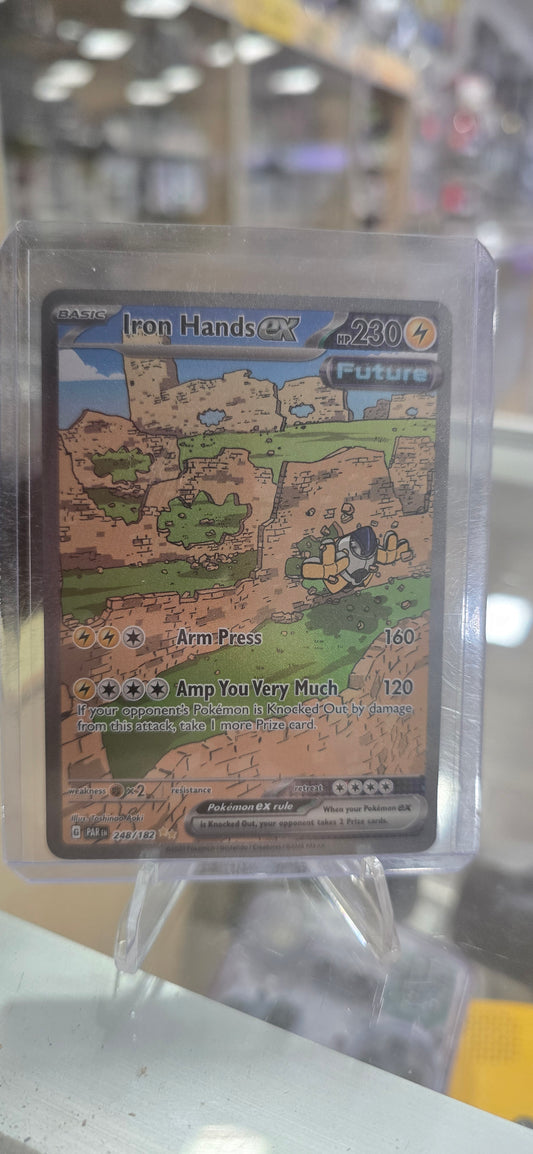 BASIC
Iron Hands ex
HP 230
Future
Arm Press 160
Amp You Very Much 120
If your opponent's Pokémon is Knocked Out by damage
from this attack, take 1 more Prize card.
weakness ×2 resistance retreat
Pokémon ex rule When your Pokémon ex
is Knocked Out, your opponent takes 2 Prize cards.
Illus. Toshinao Aoki
G PAR EN 248/182